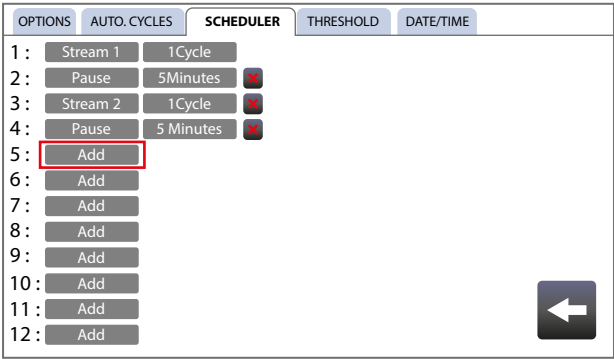 OPTIONS AUTO. CYCLES SCHEDULER THRESHOLD DATE/TIME
1 : Stream 1 1Cycle
2 : Pause 5Minutes
3 : Stream 2 1Cycle
4 : Pause 5 Minutes
5 : Add
6 : Add
7 : Add
8 : Add
9 : Add
10 : Add
11 : Add
12 : Add